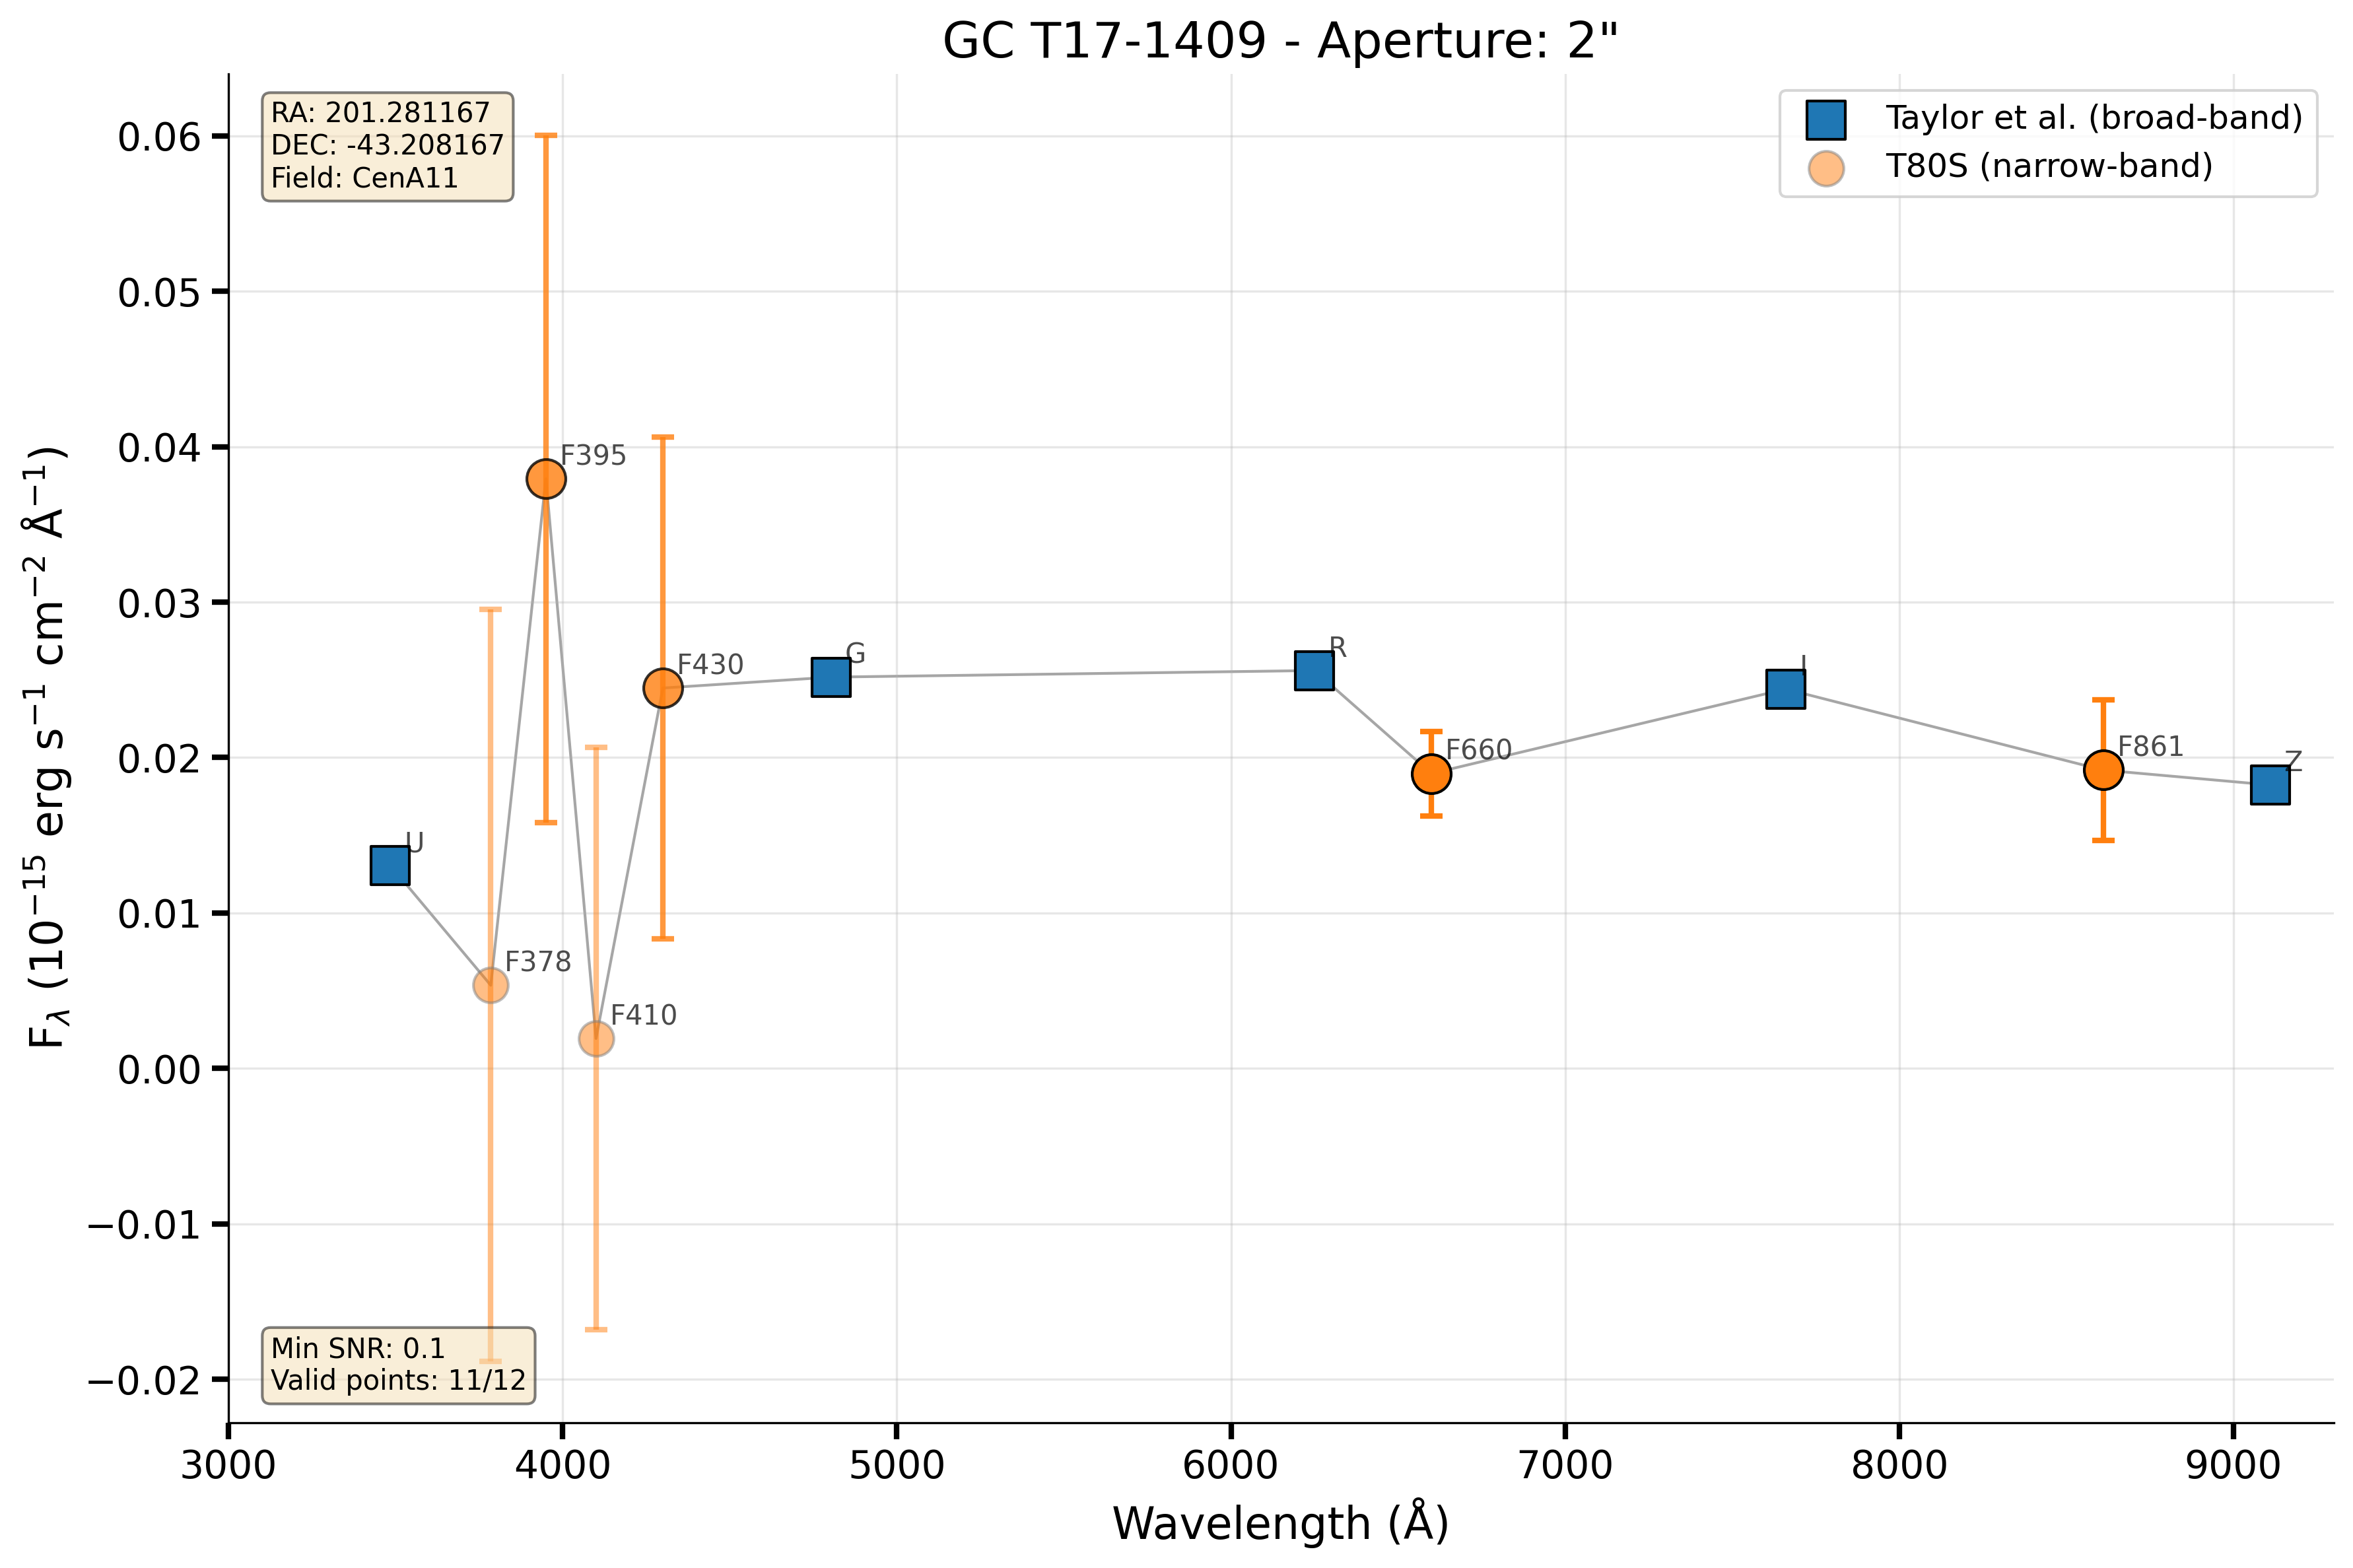 GC T17-1409 - Aperture: 2"
RA: 201.281167
DEC: -43.208167
Field: CenA11
Taylor et al. (broad-band)
T80S (narrow-band)
F_λ (10⁻¹⁵ erg s⁻¹ cm⁻² Å⁻¹)
0.06
0.05
0.04
0.03
0.02
0.01
0.00
−0.01
−0.02
U
F378
F395
F410
F430
G
R
F660
I
F861
Z
Min SNR: 0.1
Valid points: 11/12
3000 4000 5000 6000 7000 8000 9000
Wavelength (Å)